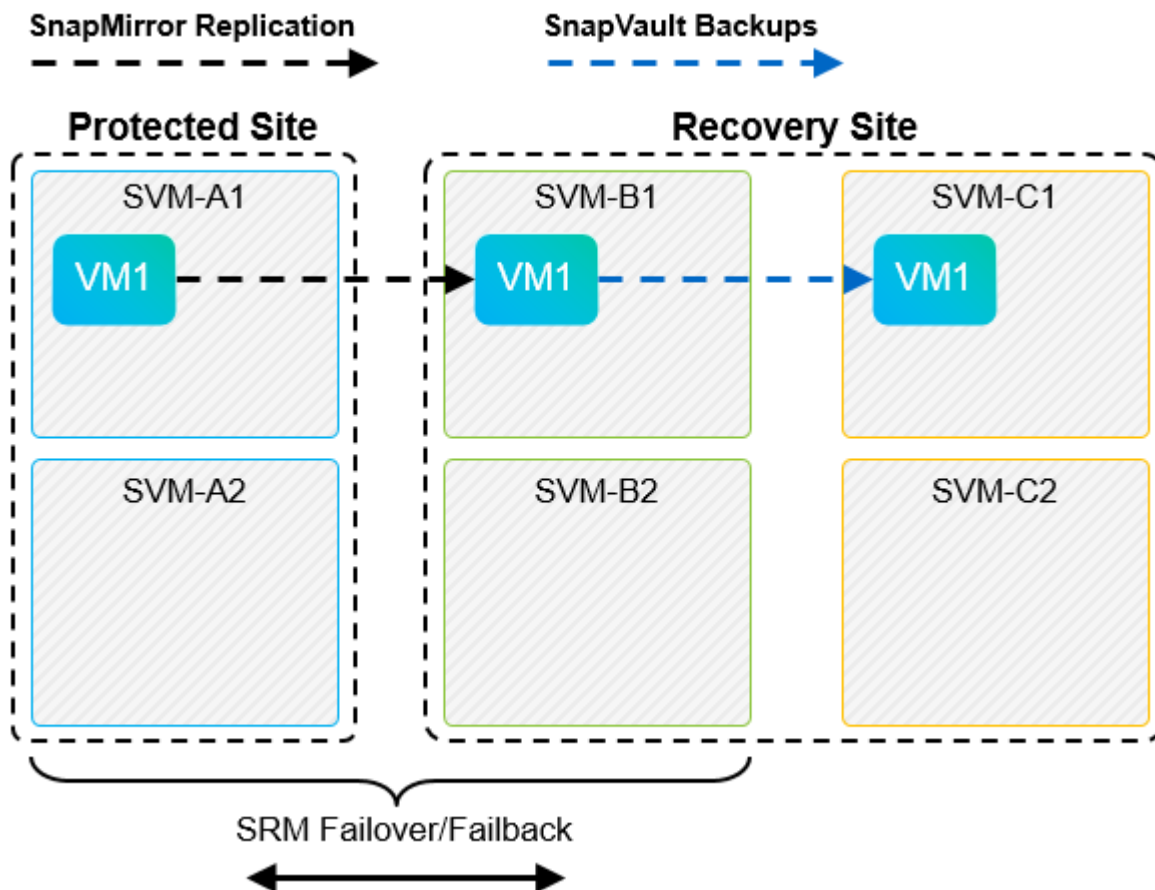 SnapMirror Replication
SnapVault Backups
Protected Site
Recovery Site
SVM-A1
SVM-B1
SVM-C1
VM1
VM1
VM1
SVM-A2
SVM-B2
SVM-C2
SRM Failover/Failback